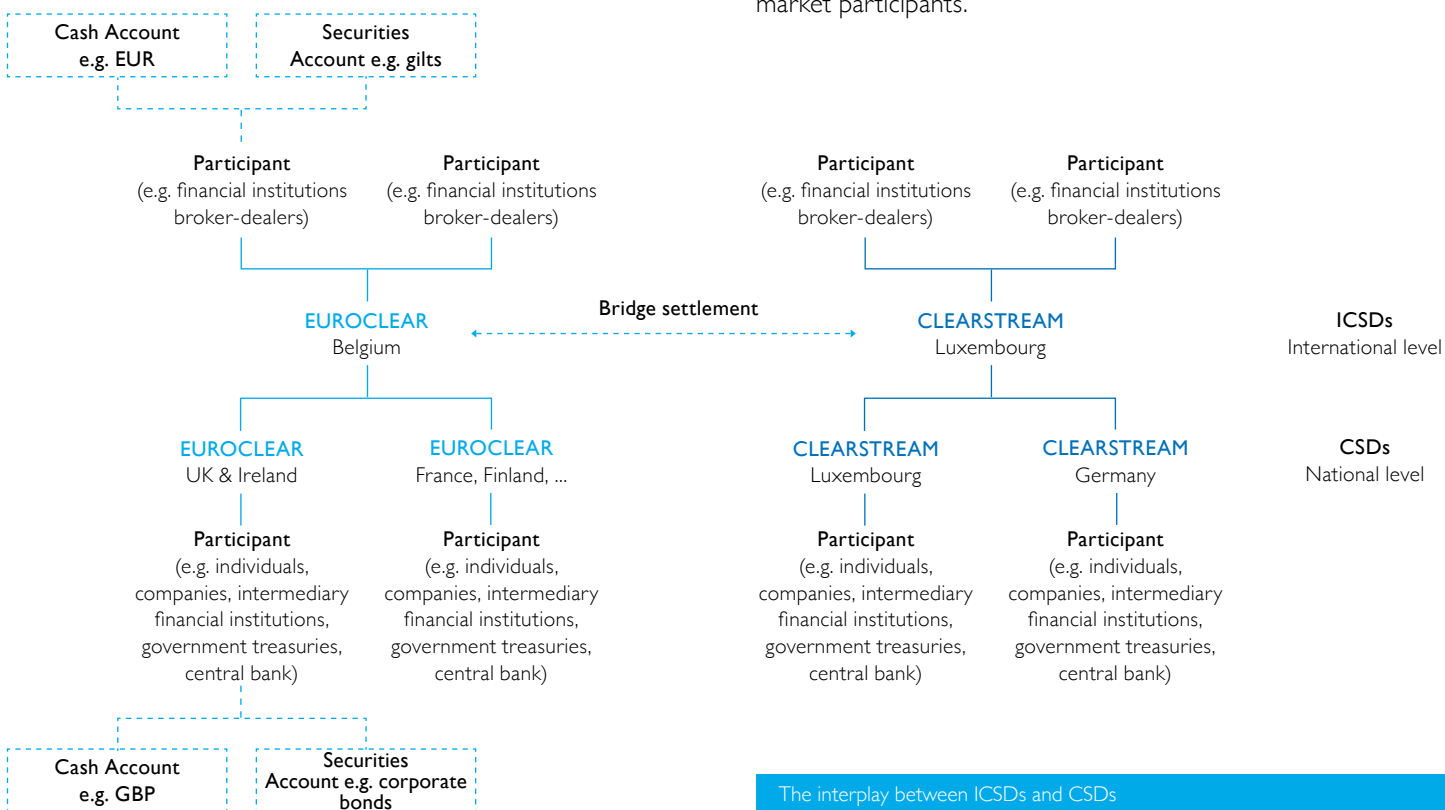 market participants.
Cash Account
e.g. EUR
Securities
Account e.g. gilts
Participant
(e.g. financial institutions
broker-dealers)
Participant
(e.g. financial institutions
broker-dealers)
Participant
(e.g. financial institutions
broker-dealers)
Participant
(e.g. financial institutions
broker-dealers)
EUROCLEAR
Belgium
Bridge settlement
CLEARSTREAM
Luxembourg
ICSDs
International level
EUROCLEAR
UK & Ireland
EUROCLEAR
France, Finland, ...
CLEARSTREAM
Luxembourg
CLEARSTREAM
Germany
CSDs
National level
Participant
(e.g. individuals,
companies, intermediary
financial institutions,
government treasuries,
central bank)
Participant
(e.g. individuals,
companies, intermediary
financial institutions,
government treasuries,
central bank)
Participant
(e.g. individuals,
companies, intermediary
financial institutions,
government treasuries,
central bank)
Participant
(e.g. individuals,
companies, intermediary
financial institutions,
government treasuries,
central bank)
Cash Account
e.g. GBP
Securities
Account e.g. corporate
bonds
The interplay between ICSDs and CSDs